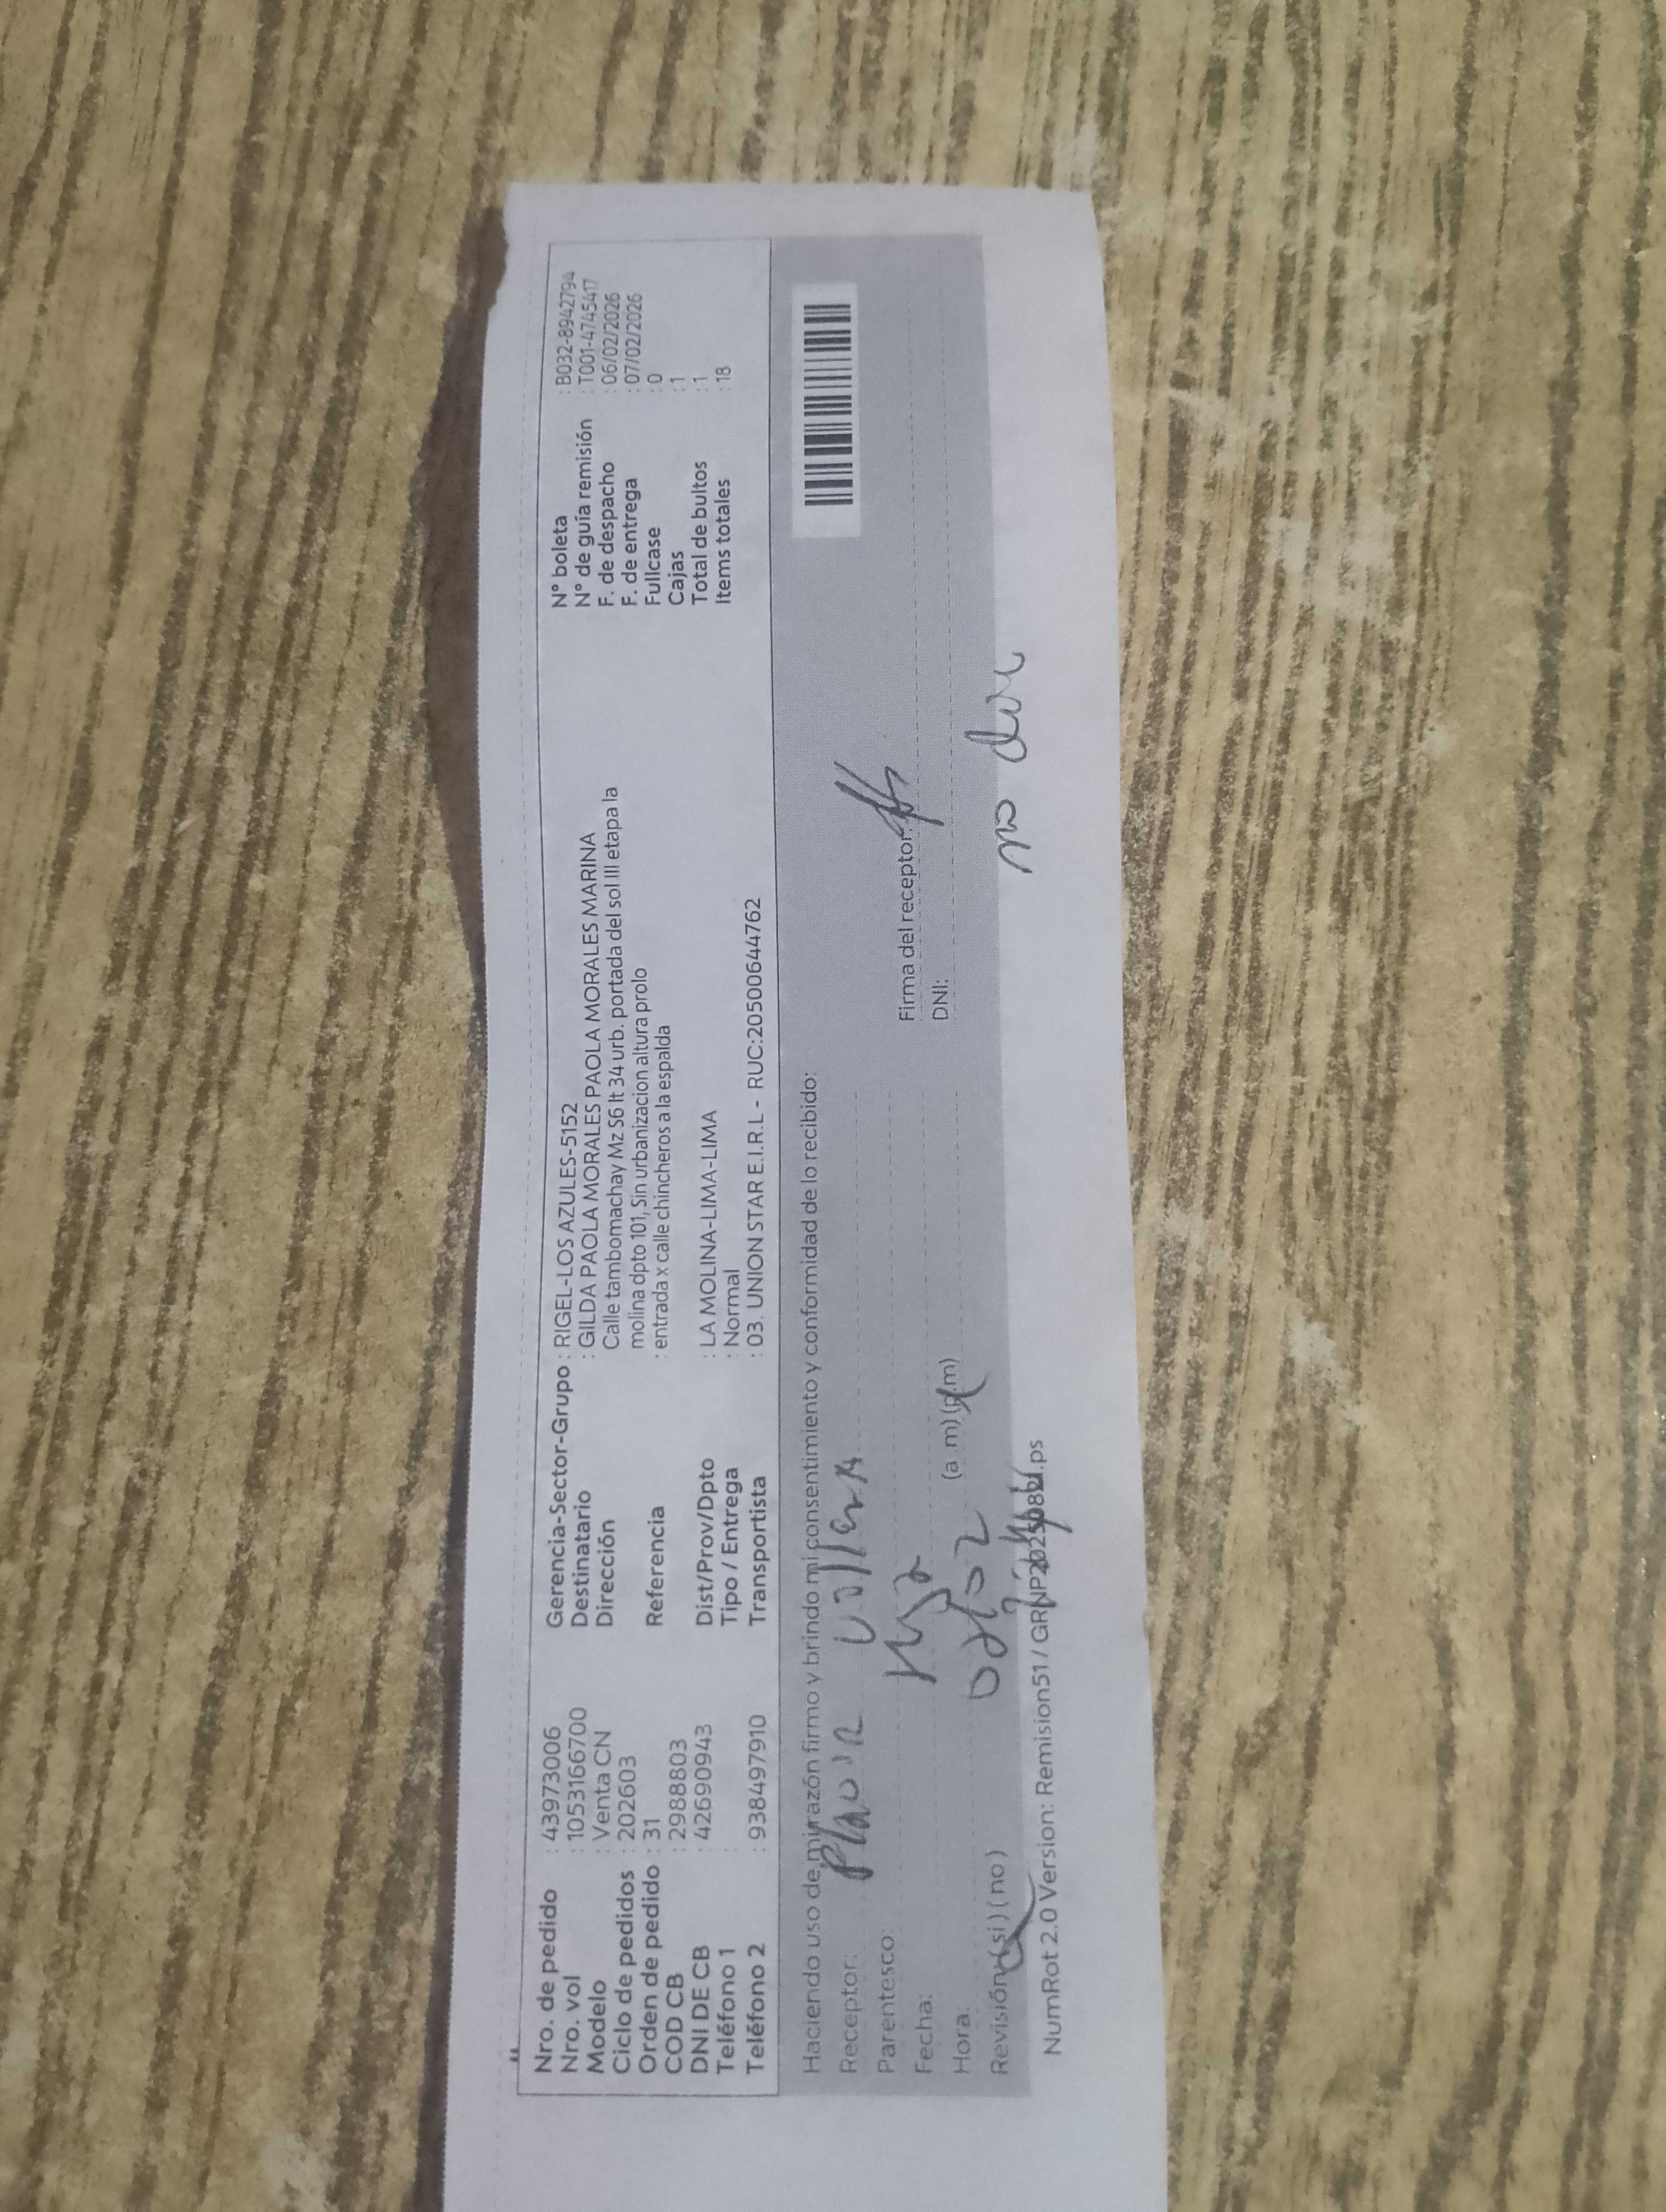 Nro. de pedido : 43973006
Nro. vol : 1053166700
Modelo : Venta CN
Ciclo de pedidos : 202603
Orden de pedido : 31
COD CB : 2988803
DNI DE CB : 42690943
Teléfono 1 :
Teléfono 2 : 938497910
Gerencia-Sector-Grupo : RIGEL-LOS AZULES-5152
Destinatario : GILDA PAOLA MORALES PAOLA MORALES MARINA
Dirección Calle tambomachay Mz S6 lt 34 urb. portada del sol III etapa la
molina dpto 101, Sin urbanizacion altura prolo
Referencia : entrada x calle chincheros a la espalda
Dist/Prov/Dpto : LA MOLINA-LIMA-LIMA
Tipo / Entrega : Normal
Transportista : 03. UNION STAR E.I.R.L - RUC:20500644762
N° boleta : B032-8942794
N° de guía remisión : T001-4745417
F. de despacho : 06/02/2026
F. de entrega : 07/02/2026
Fullcase : 0
Cajas : 1
Total de bultos : 1
Items totales : 18
Haciendo uso de mi razón firmo y brindo mi consentimiento y conformidad de lo recibido:
Receptor:
Parentesco:
Fecha:
Hora: (a.m) (p.m)
Revisión (si) (no)
Firma del receptor:
DNI:
no
NumRot 2.0 Version: Remision51 /